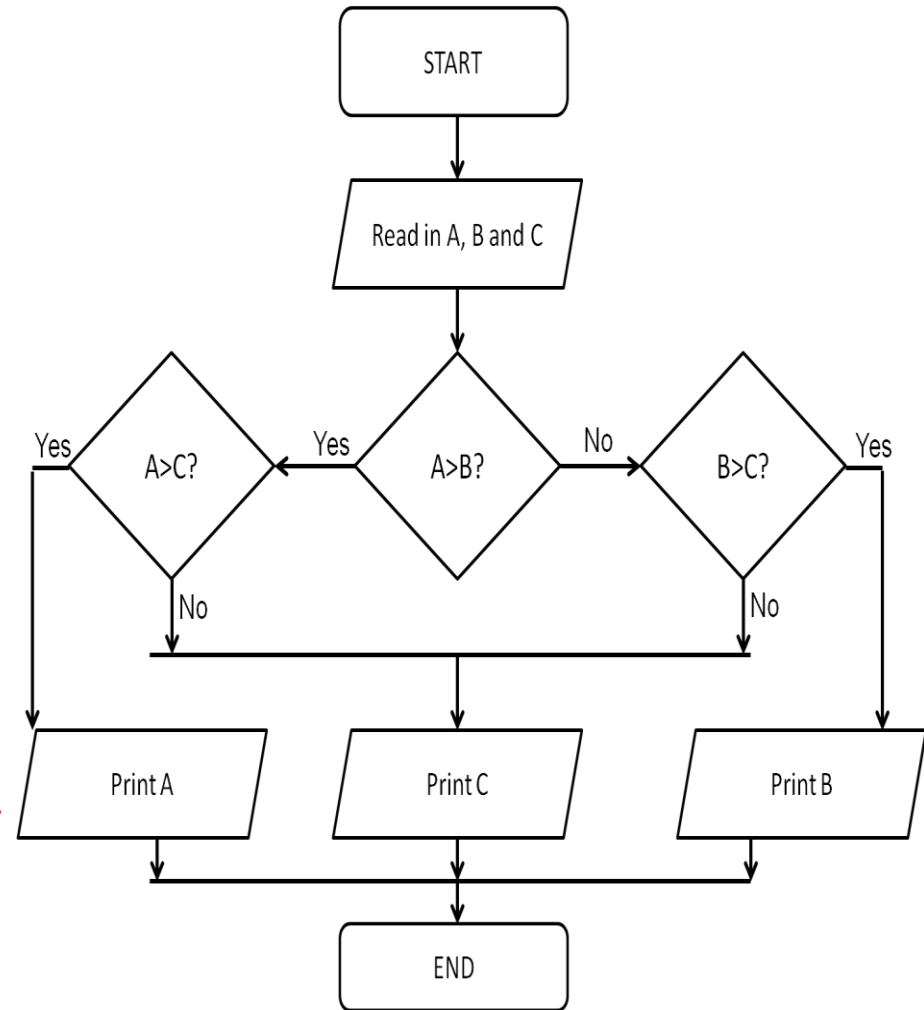 START
Read in A, B and C
Yes
A>C?
Yes
A>B?
No
B>C?
Yes
No
No
Print A
Print C
Print B
END